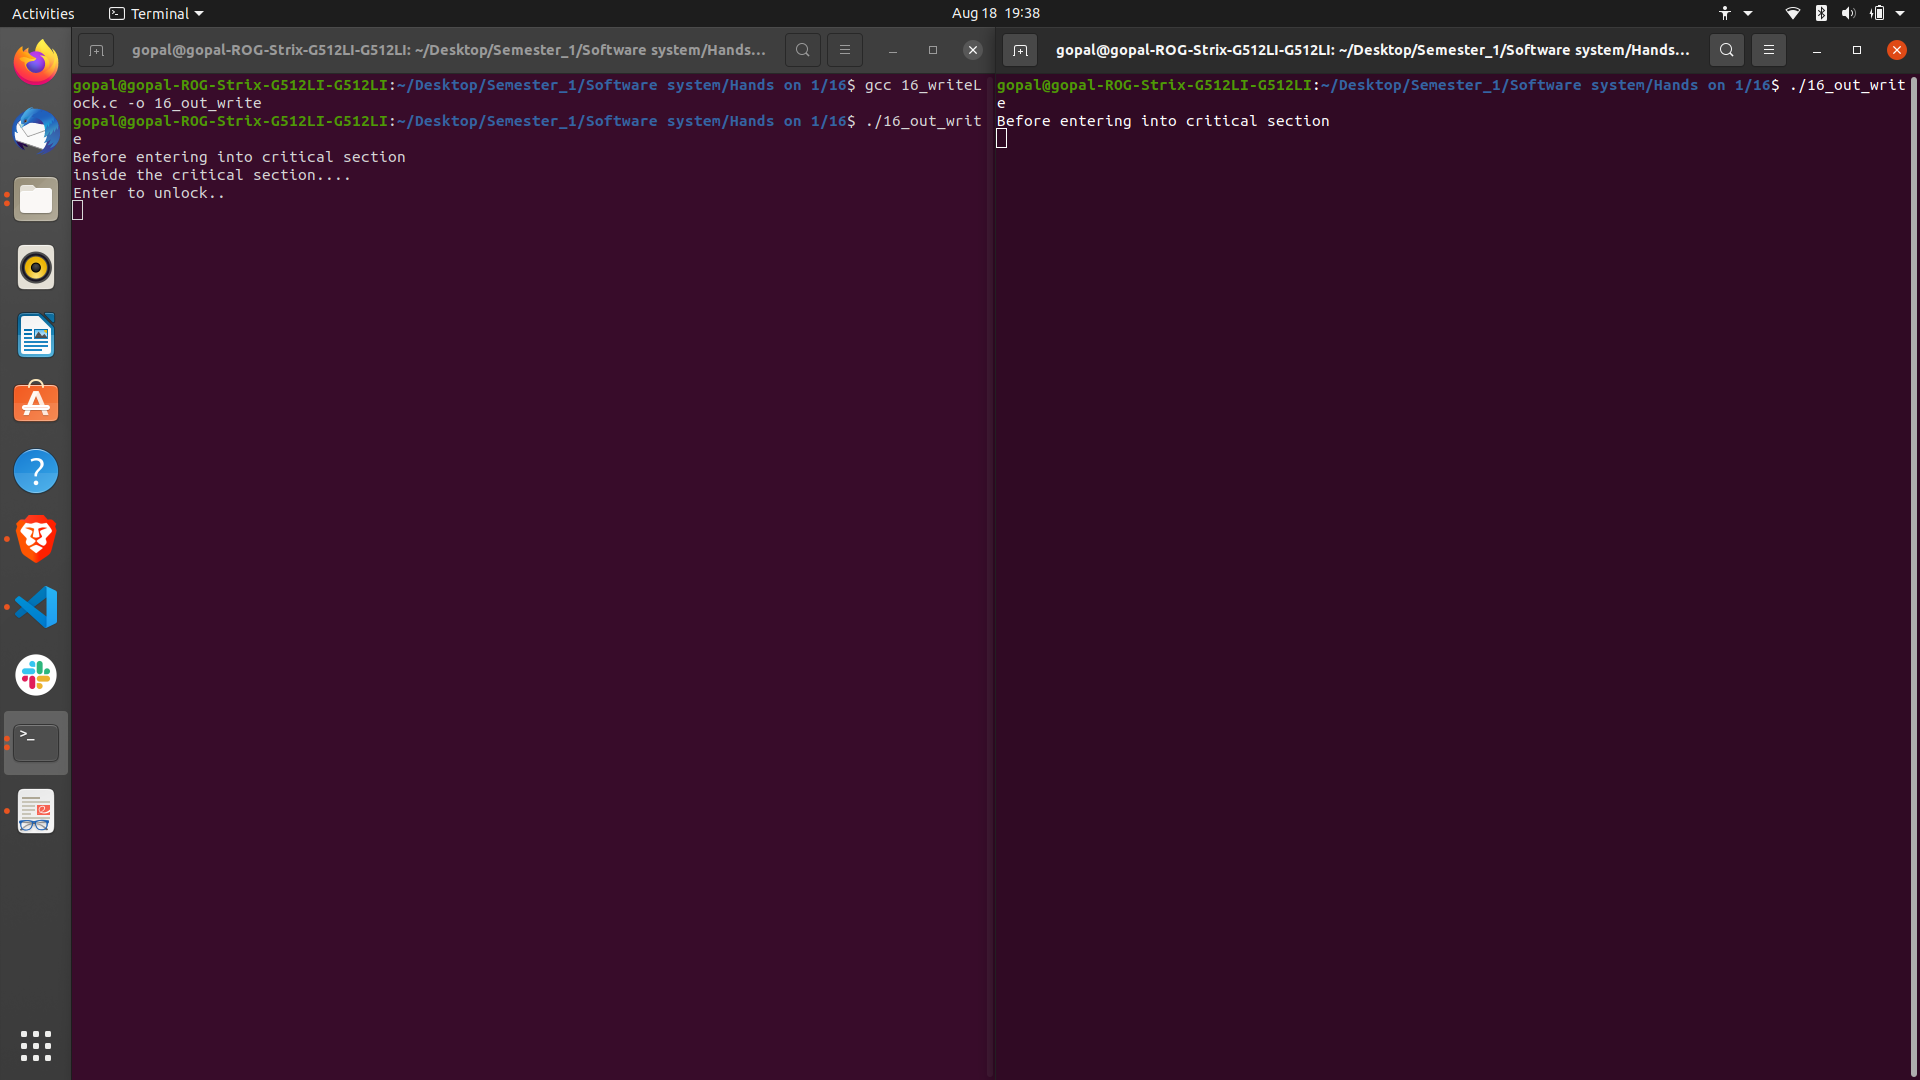 Activities
Terminal
Aug 18 19:38
gopal@gopal-ROG-Strix-G512LI-G512LI: ~/Desktop/Semester_1/Software system/Hands...
gopal@gopal-ROG-Strix-G512LI-G512LI:~/Desktop/Semester_1/Software system/Hands on 1/16$ gcc 16_writeL
ock.c -o 16_out_write
gopal@gopal-ROG-Strix-G512LI-G512LI:~/Desktop/Semester_1/Software system/Hands on 1/16$ ./16_out_writ
e
Before entering into critical section
inside the critical section....
Enter to unlock..
gopal@gopal-ROG-Strix-G512LI-G512LI: ~/Desktop/Semester_1/Software system/Hands...
gopal@gopal-ROG-Strix-G512LI-G512LI:~/Desktop/Semester_1/Software system/Hands on 1/16$ ./16_out_writ
e
Before entering into critical section